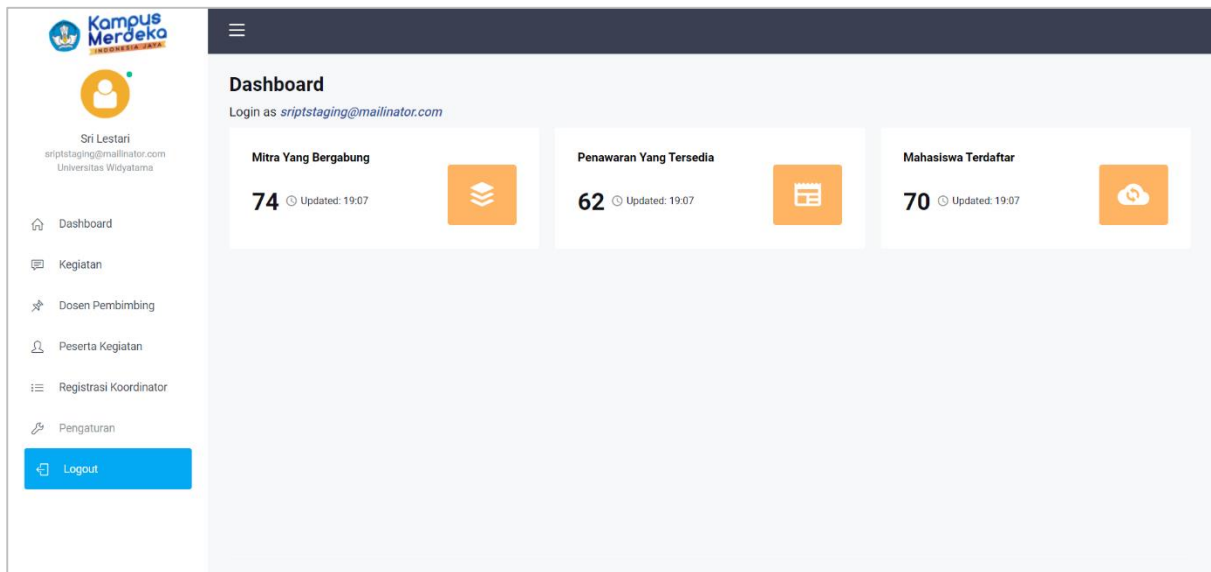 Kampus
Merdeka
INDONESIA JAYA
Sri Lestari
sriptstaging@mailinator.com
Universitas Widyatama
Dashboard
Kegiatan
Dosen Pembimbing
Peserta Kegiatan
Registrasi Koordinator
Pengaturan
Logout
Dashboard
Login as sriptstaging@mailinator.com
Mitra Yang Bergabung
74 Updated: 19:07
Penawaran Yang Tersedia
62 Updated: 19:07
Mahasiswa Terdaftar
70 Updated: 19:07